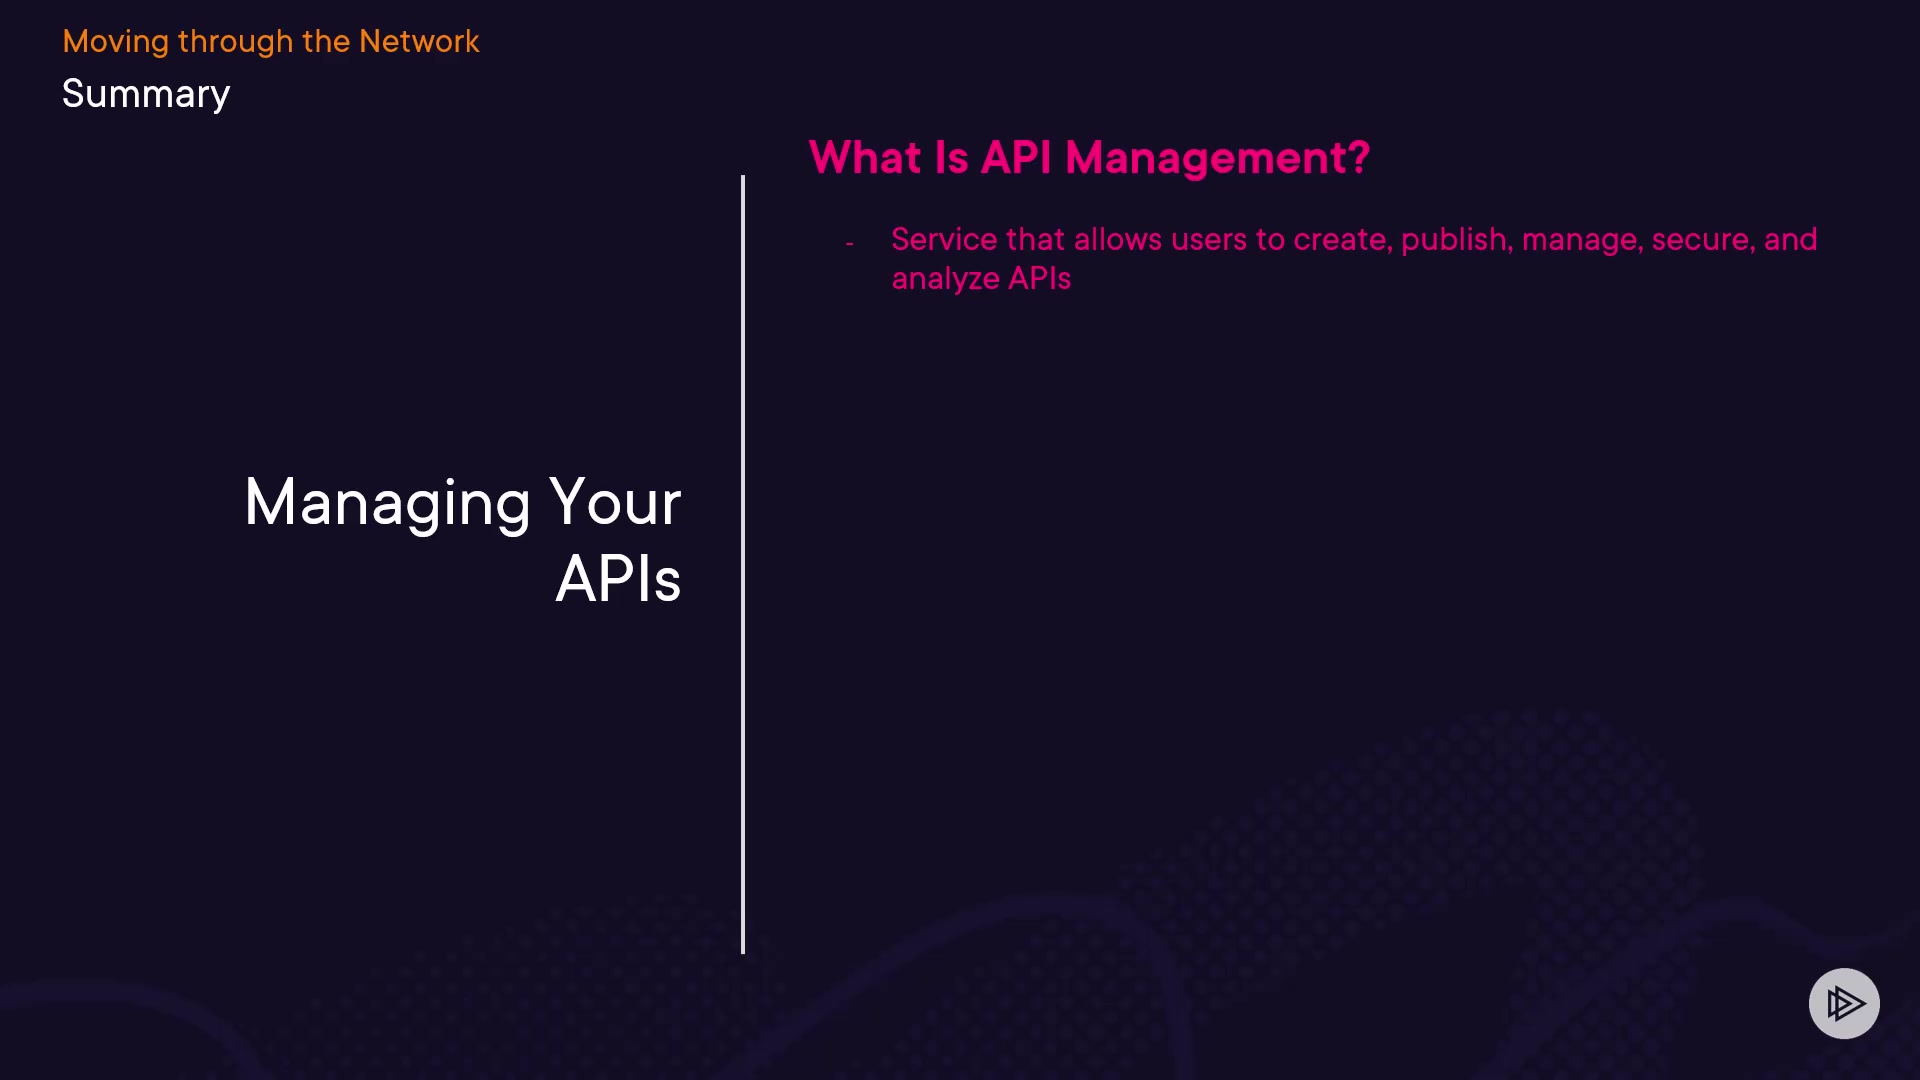 Moving through the Network
Summary
Managing Your
APIs
What Is API Management?
- Service that allows users to create, publish, manage, secure, and
analyze APIs